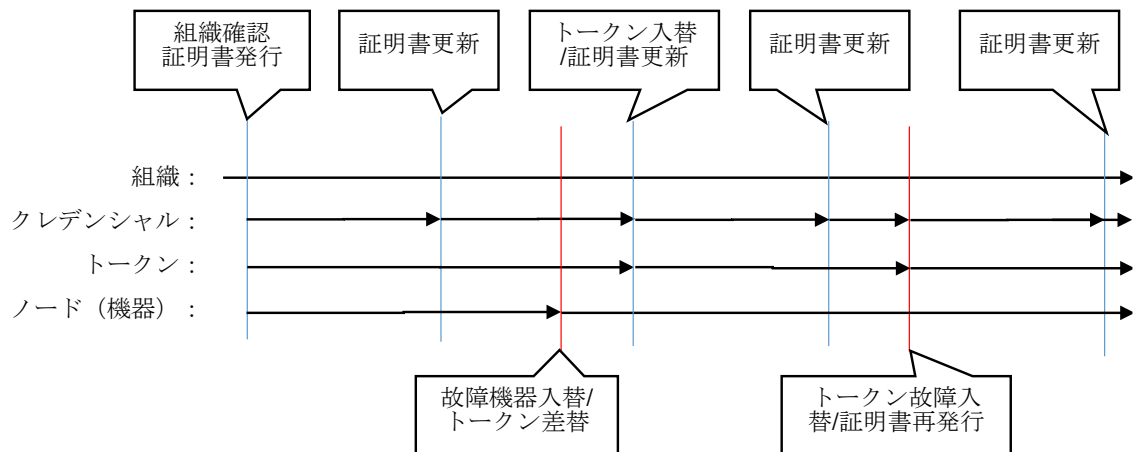 組織確認
証明書発行
証明書更新
トークン入替
/証明書更新
証明書更新
証明書更新
組織：
クレデンシャル：
トークン：
ノード（機器）：
故障機器入替/
トークン差替
トークン故障入
替/証明書再発行